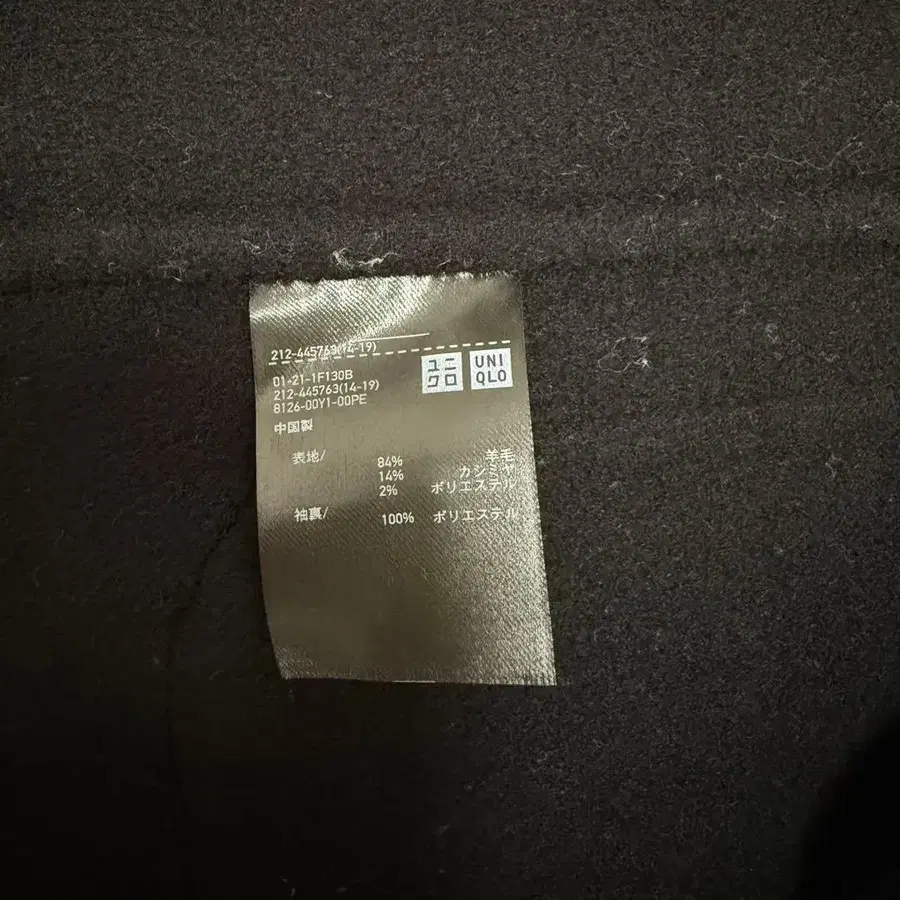 212-445763(14-19)
ユニ
クロ
UNI
QLO
01-21-1F130B
212-445763(14-19)
8126-00Y1-00PE
中国製
表地/ 84% 羊毛
14% カシミヤ
2% ポリエステル
袖裏/ 100% ポリエステル